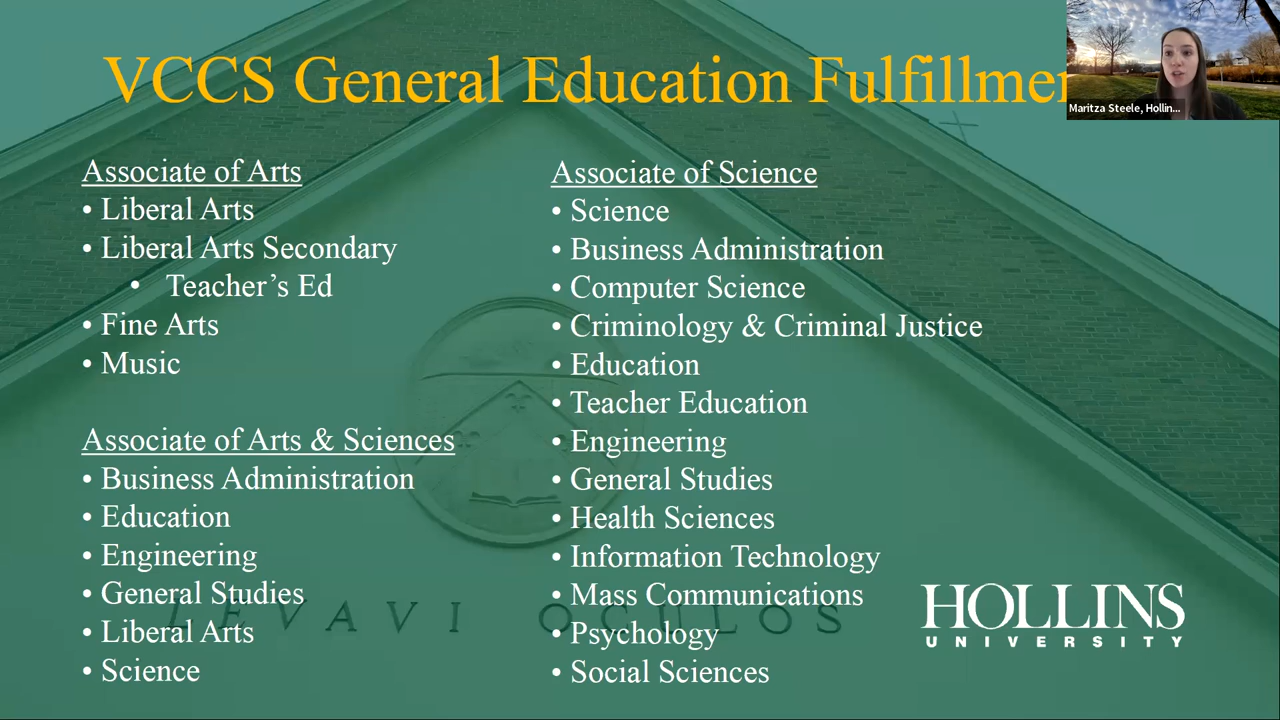 VCCS General Education Fulfillmen
Maritza Steele, Hollin...
Associate of Arts
• Liberal Arts
• Liberal Arts Secondary
• Teacher’s Ed
• Fine Arts
• Music
Associate of Arts & Sciences
• Business Administration
• Education
• Engineering
• General Studies
• Liberal Arts
• Science
Associate of Science
• Science
• Business Administration
• Computer Science
• Criminology & Criminal Justice
• Education
• Teacher Education
• Engineering
• General Studies
• Health Sciences
• Information Technology
• Mass Communications
• Psychology
• Social Sciences
LEVAVI OCULOS
HOLLINS
UNIVERSITY